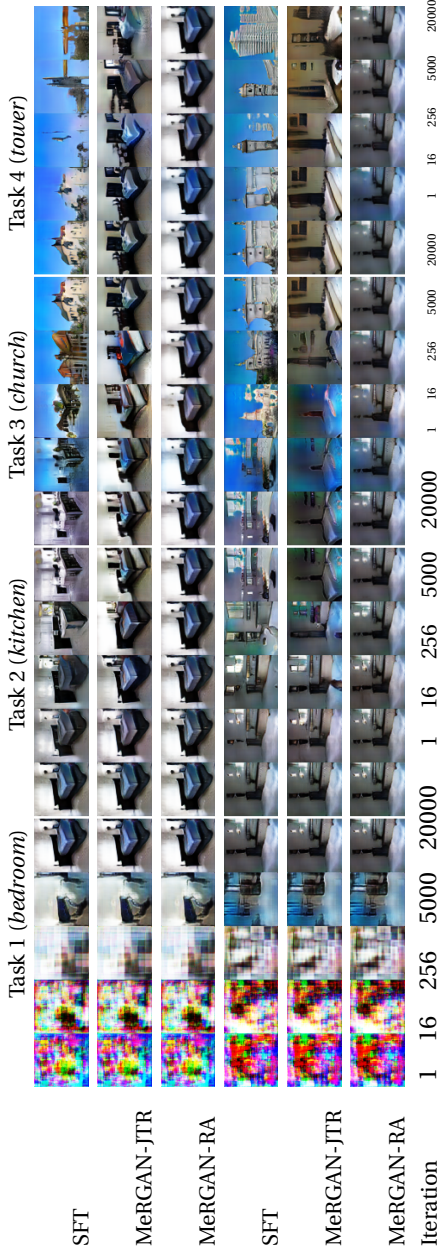 Task 1 (bedroom) Task 2 (kitchen) Task 3 (church) Task 4 (tower)
SFT
MeRGAN-JTR
MeRGAN-RA
SFT
MeRGAN-JTR
MeRGAN-RA
Iteration 1 16 256 5000 20000 1 16 256 5000 20000 1 16 256 5000 20000 1 16 256 5000 20000